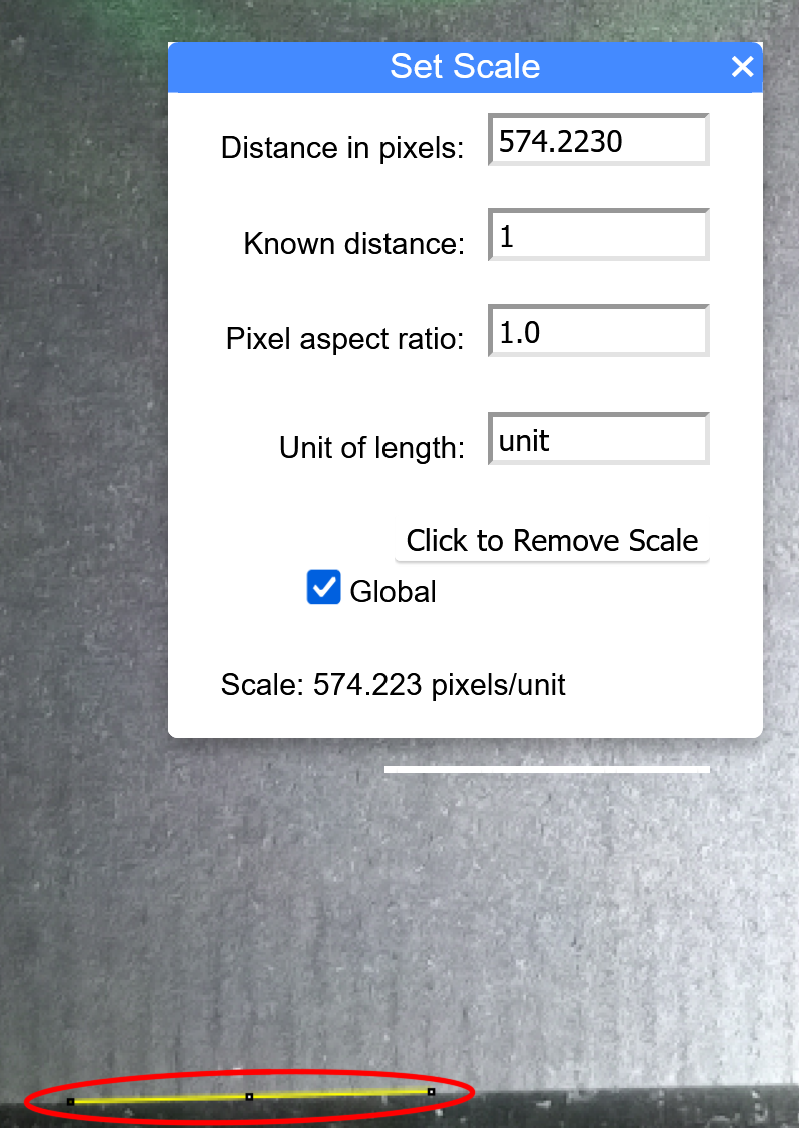 Set Scale ×
Distance in pixels: 574.2230
Known distance: 1
Pixel aspect ratio: 1.0
Unit of length: unit
Click to Remove Scale
Global
Scale: 574.223 pixels/unit